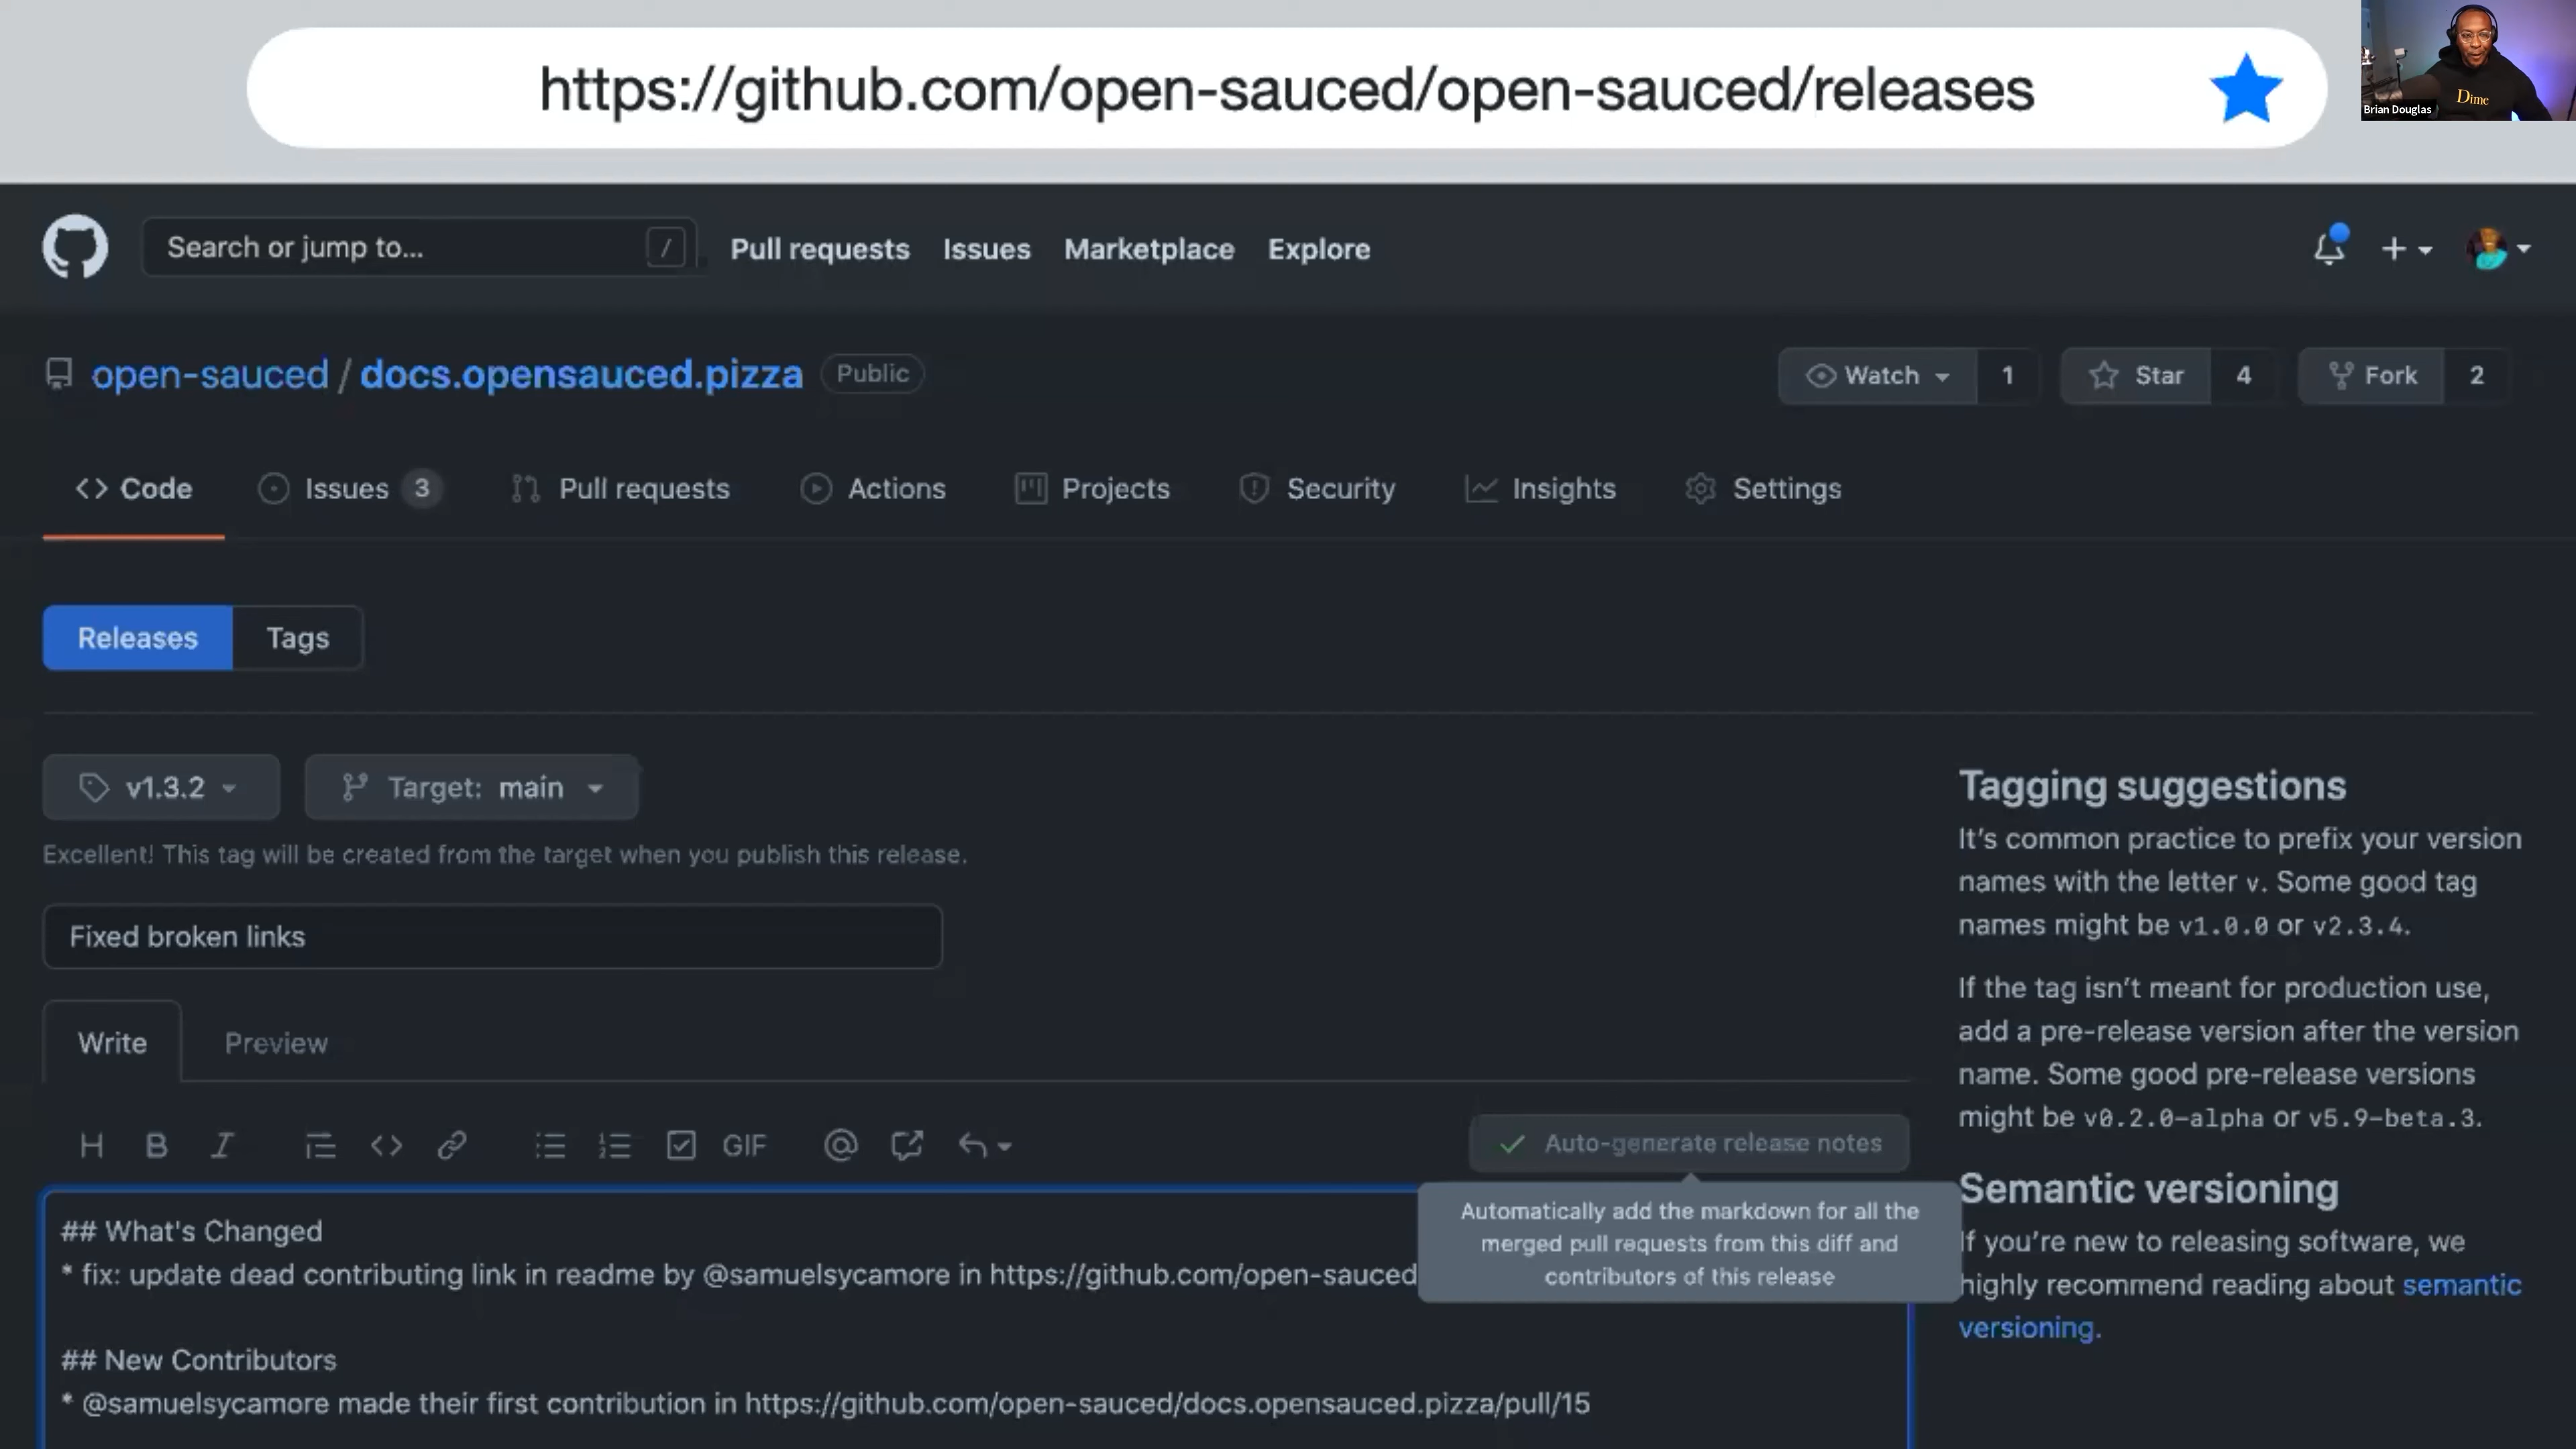 https://github.com/open-sauced/open-sauced/releases
Dime
Brian Douglas
Search or jump to...
/
Pull requests
Issues
Marketplace
Explore
open-sauced / docs.opensauced.pizza
Public
Watch
1
Star
4
Fork
2
Code
Issues
3
Pull requests
Actions
Projects
Security
Insights
Settings
Releases
Tags
v1.3.2
Target: main
Excellent! This tag will be created from the target when you publish this release.
Fixed broken links
Write
Preview
H
B
I
GIF
@
Auto-generate release notes
Automatically add the markdown for all the
merged pull requests from this diff and
contributors of this release
## What's Changed
* fix: update dead contributing link in readme by @samuelsycamore in https://github.com/open-sauced
## New Contributors
* @samuelsycamore made their first contribution in https://github.com/open-sauced/docs.opensauced.pizza/pull/15
Tagging suggestions
It's common practice to prefix your version
names with the letter v. Some good tag
names might be v1.0.0 or v2.3.4.
If the tag isn't meant for production use,
add a pre-release version after the version
name. Some good pre-release versions
might be v0.2.0-alpha or v5.9-beta.3.
Semantic versioning
If you're new to releasing software, we
highly recommend reading about semantic
versioning.